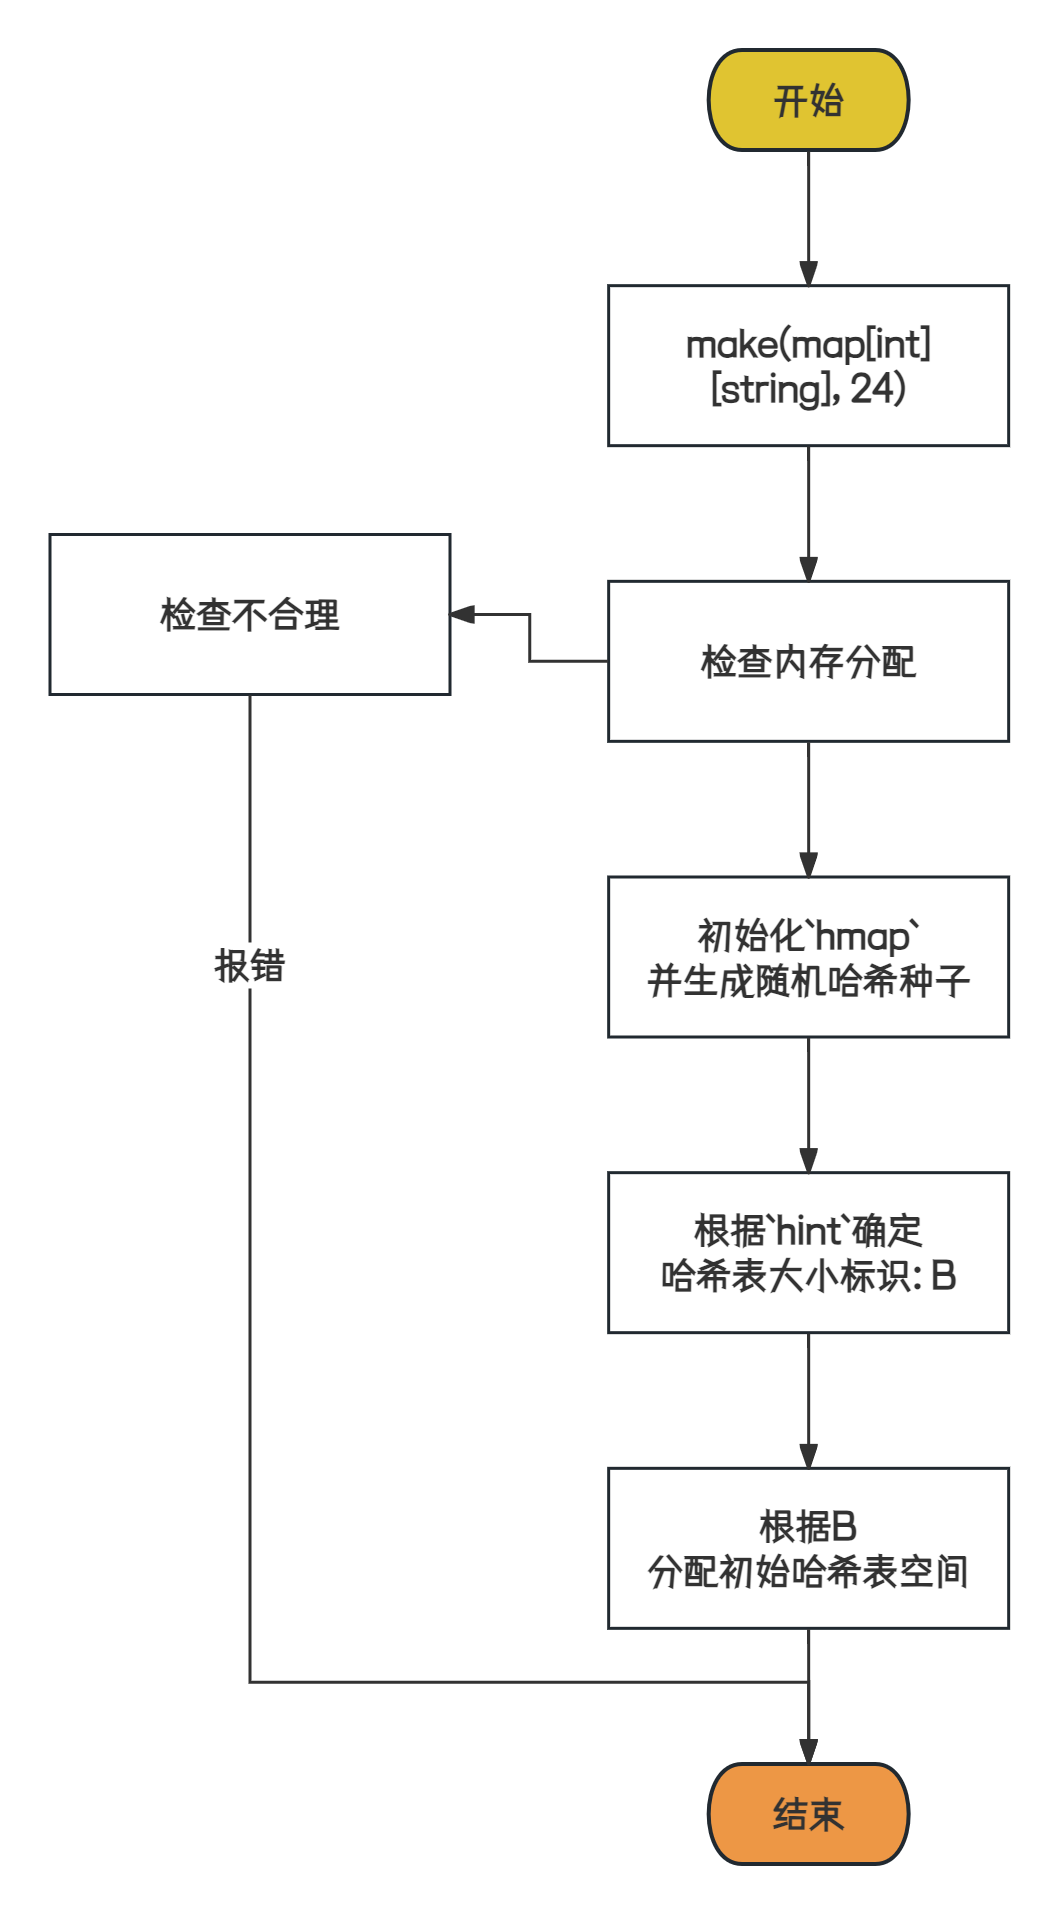 开始
make(map[int]
[string], 24)
检查不合理
检查内存分配
初始化`hmap`
并生成随机哈希种子
报错
根据`hint`确定
哈希表大小标识: B
根据B
分配初始哈希表空间
结束